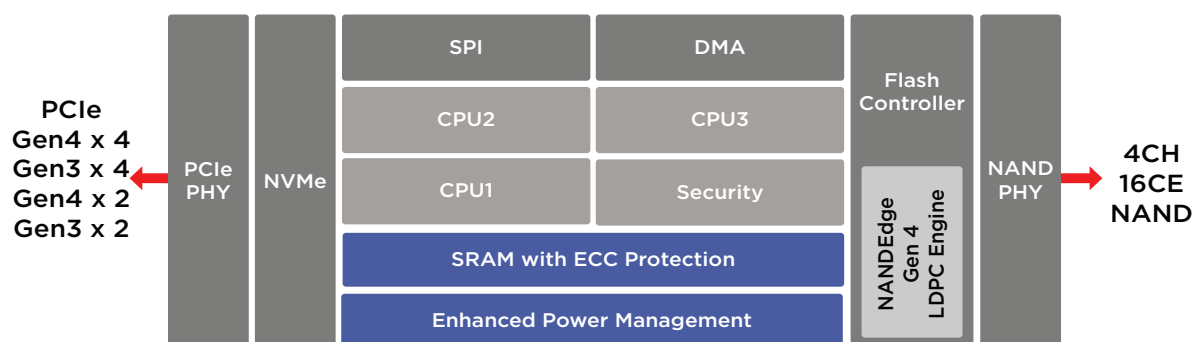 PCIe
Gen4 x 4
Gen3 x 4
Gen4 x 2
Gen3 x 2
PCIe
PHY
NVMe
SPI
DMA
CPU2
CPU3
CPU1
Security
SRAM with ECC Protection
Enhanced Power Management
Flash
Controller
NANDEdge
Gen 4
LDPC Engine
NAND
PHY
4CH
16CE
NAND